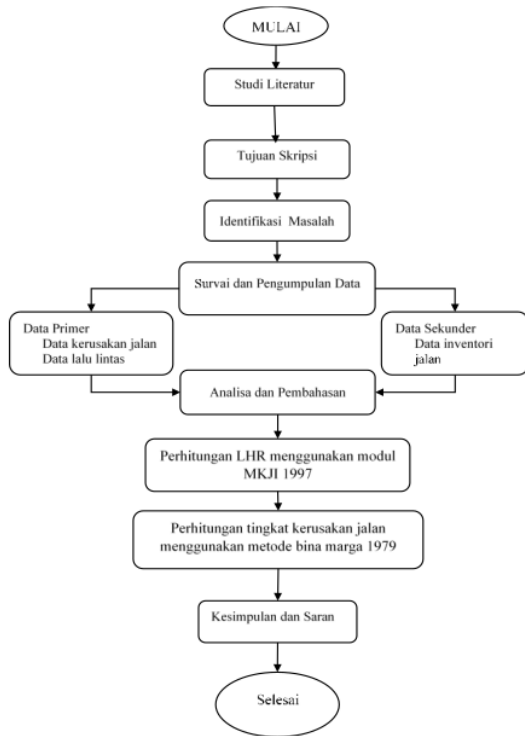 MULAI
Studi Literatur
Tujuan Skripsi
Identifikasi Masalah
Survai dan Pengumpulan Data
Data Primer
Data kerusakan jalan
Data lalu lintas
Data Sekunder
Data inventori
jalan
Analisa dan Pembahasan
Perhitungan LHR menggunakan modul
MKJI 1997
Perhitungan tingkat kerusakan jalan
menggunakan metode bina marga 1979
Kesimpulan dan Saran
Selesai